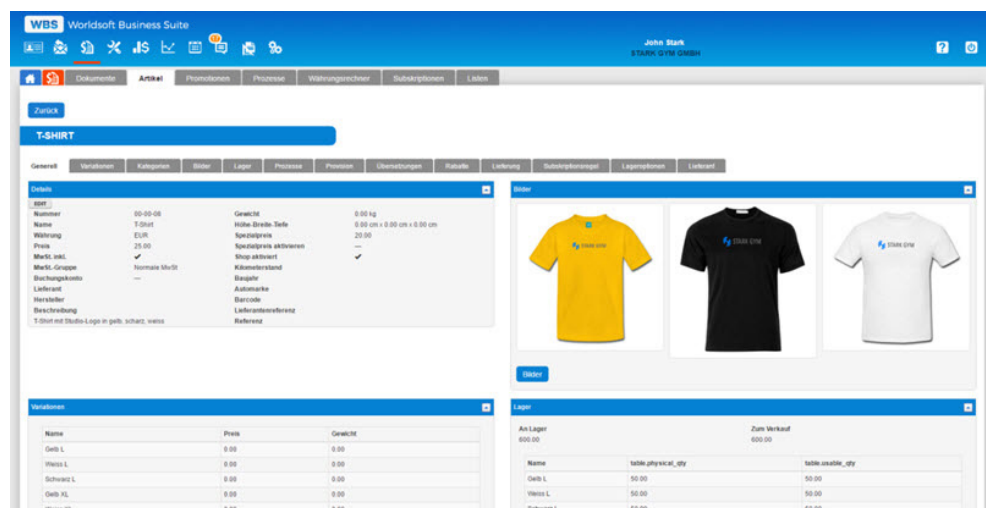 WBS Worldsoft Business Suite
John Stark
STARK GYM GMBH
Dokumente Artikel Promotionen Prozesse Währungsrechner Subskriptionen Listen
Zurück
T-SHIRT
Generell Variationen Kategorien Bilder Lager Prozesse Provision Übersetzungen Rabatte Lieferung Subskriptionsregel Lageroptionen Lieferant
Details
EDIT
Nummer 00-00-08 Gewicht 0.00 kg
Name T-Shirt Höhe-Breite-Tiefe 0.00 cm x 0.00 cm x 0.00 cm
Währung EUR Spezialpreis 20.00
Preis 25.00 Spezialpreis aktivieren —
MwSt. inkl. ✔ Shop aktiviert ✔
MwSt.-Gruppe Normale MwSt Kilometerstand
Buchungskonto — Baujahr
Lieferant Automarke
Hersteller Barcode
Beschreibung Lieferantenreferenz
T-Shirt mit Studio-Logo in gelb, scharz, weiss Referenz
Bilder
STARK GYM
STARK GYM
STARK GYM
Bilder
Variationen
Name Preis Gewicht
Gelb L 0.00 0.00
Weiss L 0.00 0.00
Schwarz L 0.00 0.00
Gelb XL 0.00 0.00
Lager
An Lager Zum Verkauf
600.00 600.00
Name table.physical_qty table.usable_qty
Gelb L 50.00 50.00
Weiss L 50.00 50.00
Schwarz L 50.00 50.00